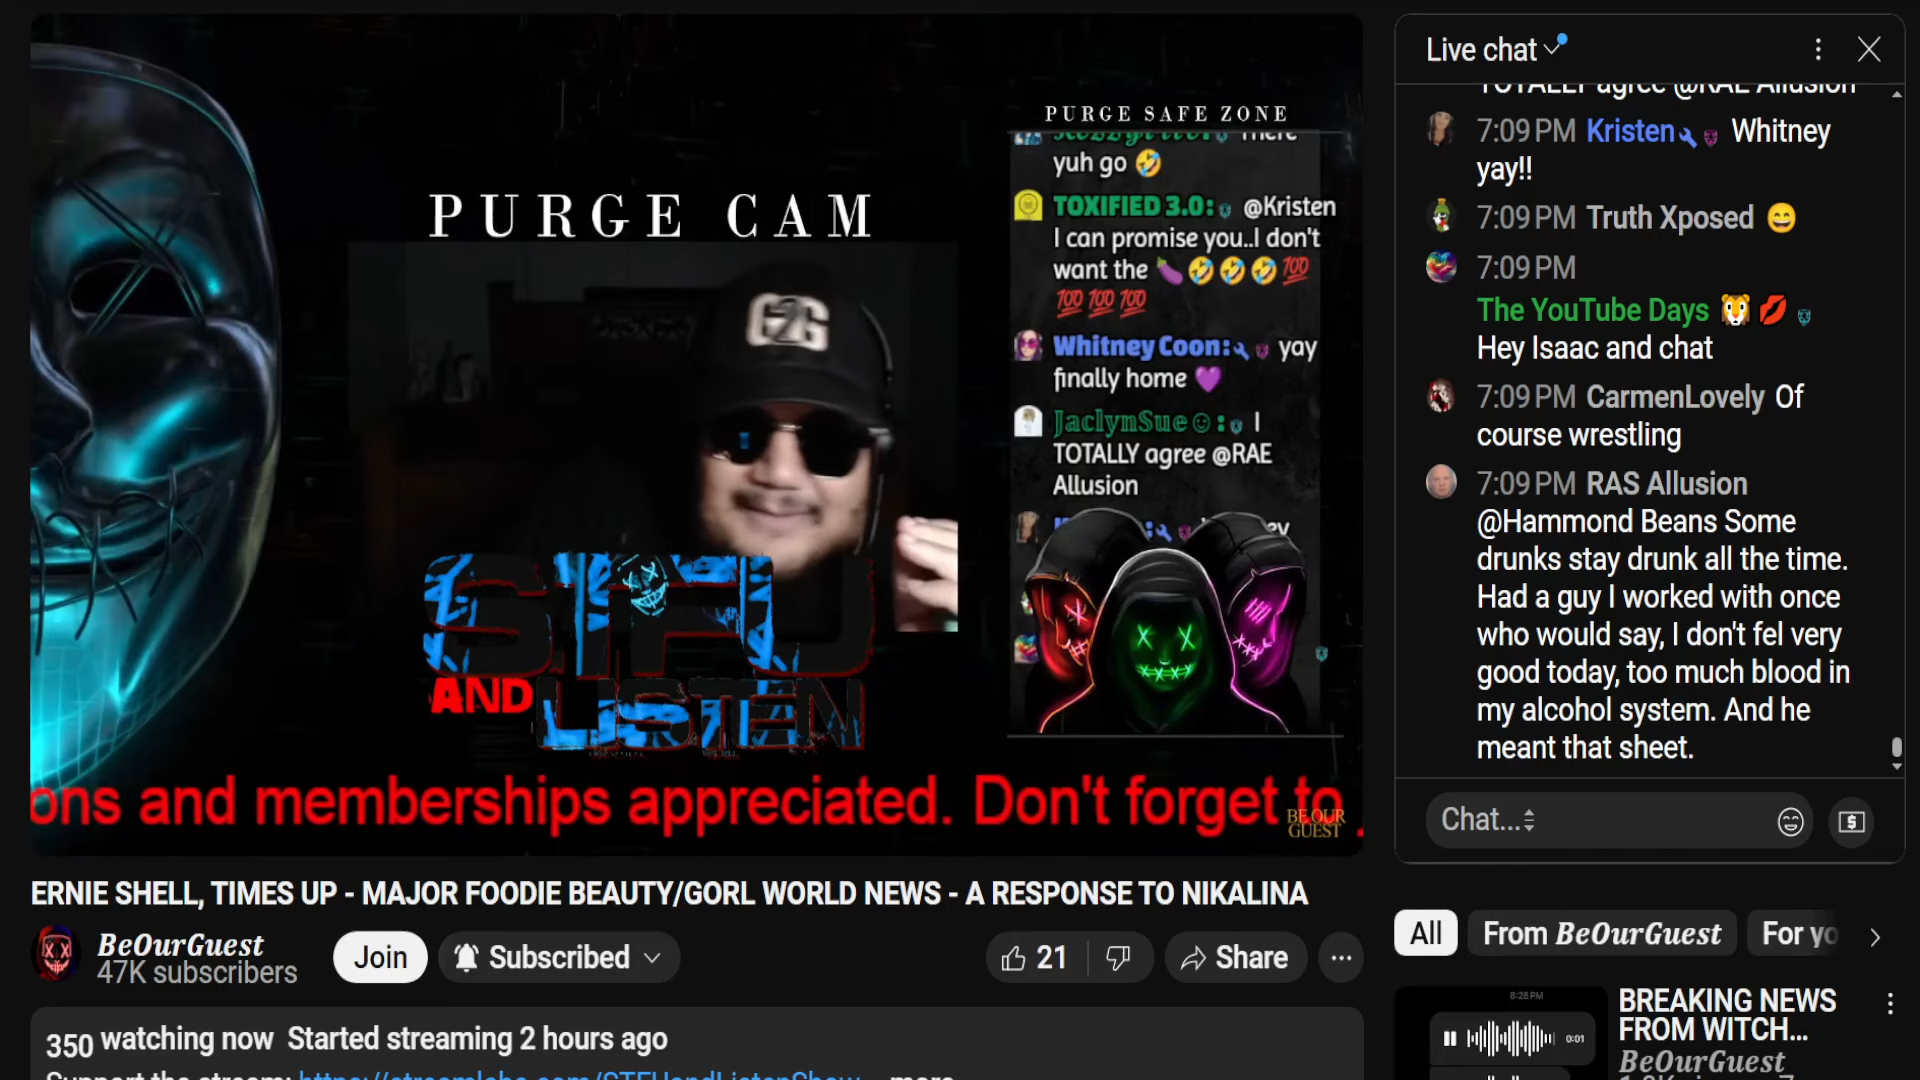 PURGE CAM
G2G
STFU
AND LISTEN
ons and memberships appreciated. Don't forget to
BE OUR
GUEST
PURGE SAFE ZONE
yuh go 🤣
TOXIFIED 3.0: @Kristen
I can promise you..I don't
want the 🍆🤣🤣🤣💯
💯💯💯
Whitney Coon: yay
finally home 💜
JaclynSue☺: I
TOTALLY agree @RAE
Allusion
Live chat
TOTALLY agree @RAE Allusion
7:09 PM Kristen Whitney
yay!!
7:09 PM Truth Xposed 😄
7:09 PM
The YouTube Days 🐯💋
Hey Isaac and chat
7:09 PM CarmenLovely Of
course wrestling
7:09 PM RAS Allusion
@Hammond Beans Some
drunks stay drunk all the time.
Had a guy I worked with once
who would say, I don't fel very
good today, too much blood in
my alcohol system. And he
meant that sheet.
Chat...
ERNIE SHELL, TIMES UP - MAJOR FOODIE BEAUTY/GORL WORLD NEWS - A RESPONSE TO NIKALINA
BeOurGuest
47K subscribers
Join
Subscribed
21
Share
350 watching now Started streaming 2 hours ago
Support the stream: https://streamlabs.com/STFUandListenShow ...more
All
From BeOurGuest
For yo
8:28 PM
0:01
BREAKING NEWS
FROM WITCH...
BeOurGuest